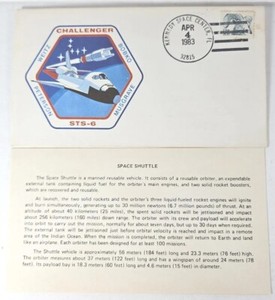 CHALLENGER
WEITZ
BOBKO
PETERSON
MUSGRAVE
STS-6
KENNEDY SPACE CENTER, FL
APR
4
1983
32815
SPACE SHUTTLE
The Space Shuttle is a manned reusable vehicle. It consists of a reusable orbiter, an expendable
external tank containing liquid fuel for the orbiter's main engines, and two solid rocket boosters,
which are recovered and reused.
At liftoff, the two solid rockets and the orbiter's three liquid fueled rocket engines will ignite
and burn simultaneously, generating up to 30 million newtons (6.7 million pounds) of thrust. At an
altitude of about 40 kilometers (25 miles), the spent solid rockets will be jettisoned and impact
about 256 kilometers (160 miles) down range. The orbiter with its crew and payload will accelerate
into orbit to carry out the mission, normally for about seven days, but up to 30 days when required.
The external tank will be jettisoned just before orbital velocity is reached and impact in a remote
area of the Indian Ocean. When its mission is completed, the orbiter will return to Earth and land
like an airplane. Each orbiter has been designed for at least 100 missions.
The Shuttle vehicle is approximately 56 meters (184 feet) long and 23.3 meters (76 feet) high.
The orbiter measures about 37 meters (122 feet) long and has a wingspan of around 24 meters (78
feet). Its payload bay is 18.3 meters (60 feet) long and 4.6 meters (15 feet) in diameter.